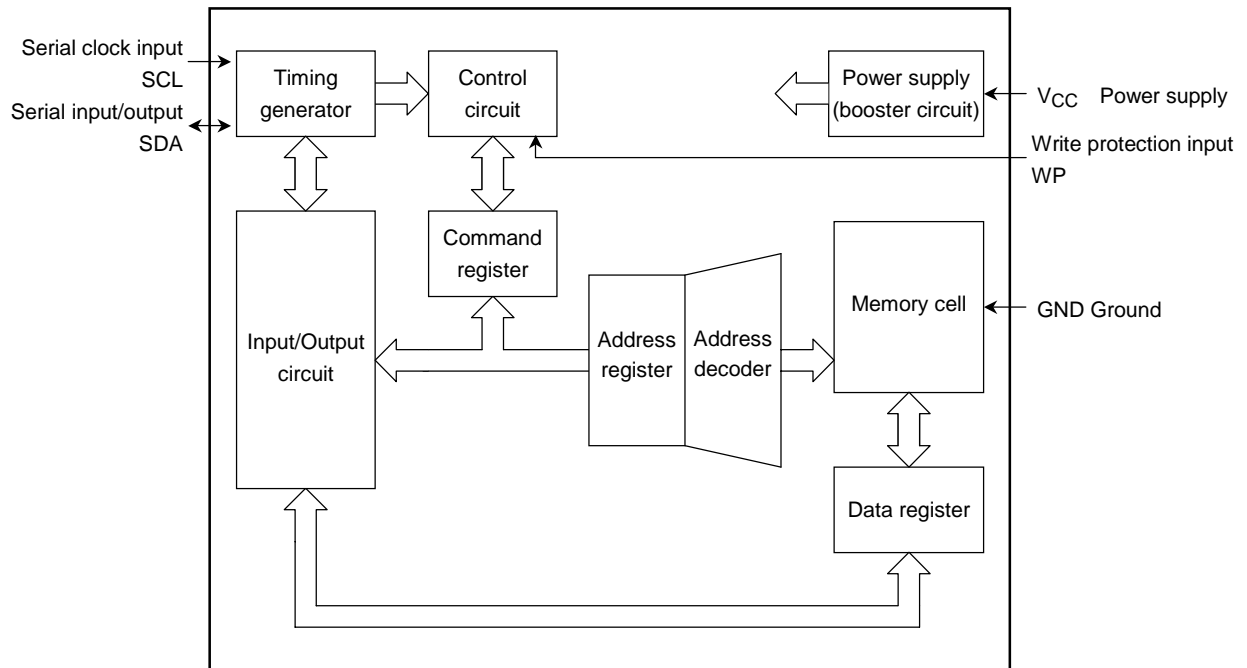 Serial clock input
SCL
Serial input/output
SDA
Timing
generator
Control
circuit
Power supply
(booster circuit)
VCC Power supply
Write protection input
WP
Command
register
Input/Output
circuit
Address
register
Address
decoder
Memory cell
GND Ground
Data register